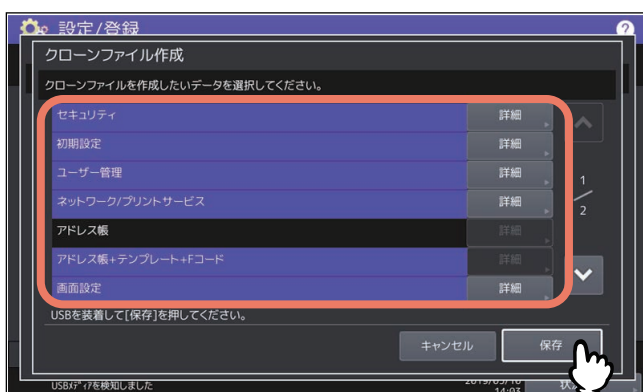 設定/登録
?
クローンファイル作成
クローンファイルを作成したいデータを選択してください。
セキュリティ 詳細
初期設定 詳細
ユーザー管理 詳細
ネットワーク/プリントサービス 詳細
アドレス帳 詳細
アドレス帳+テンプレート+Fコード 詳細
画面設定 詳細
1
2
USBを装着して[保存]を押してください。
キャンセル 保存
USBﾒﾃﾞｨｱを検知しました
14:03